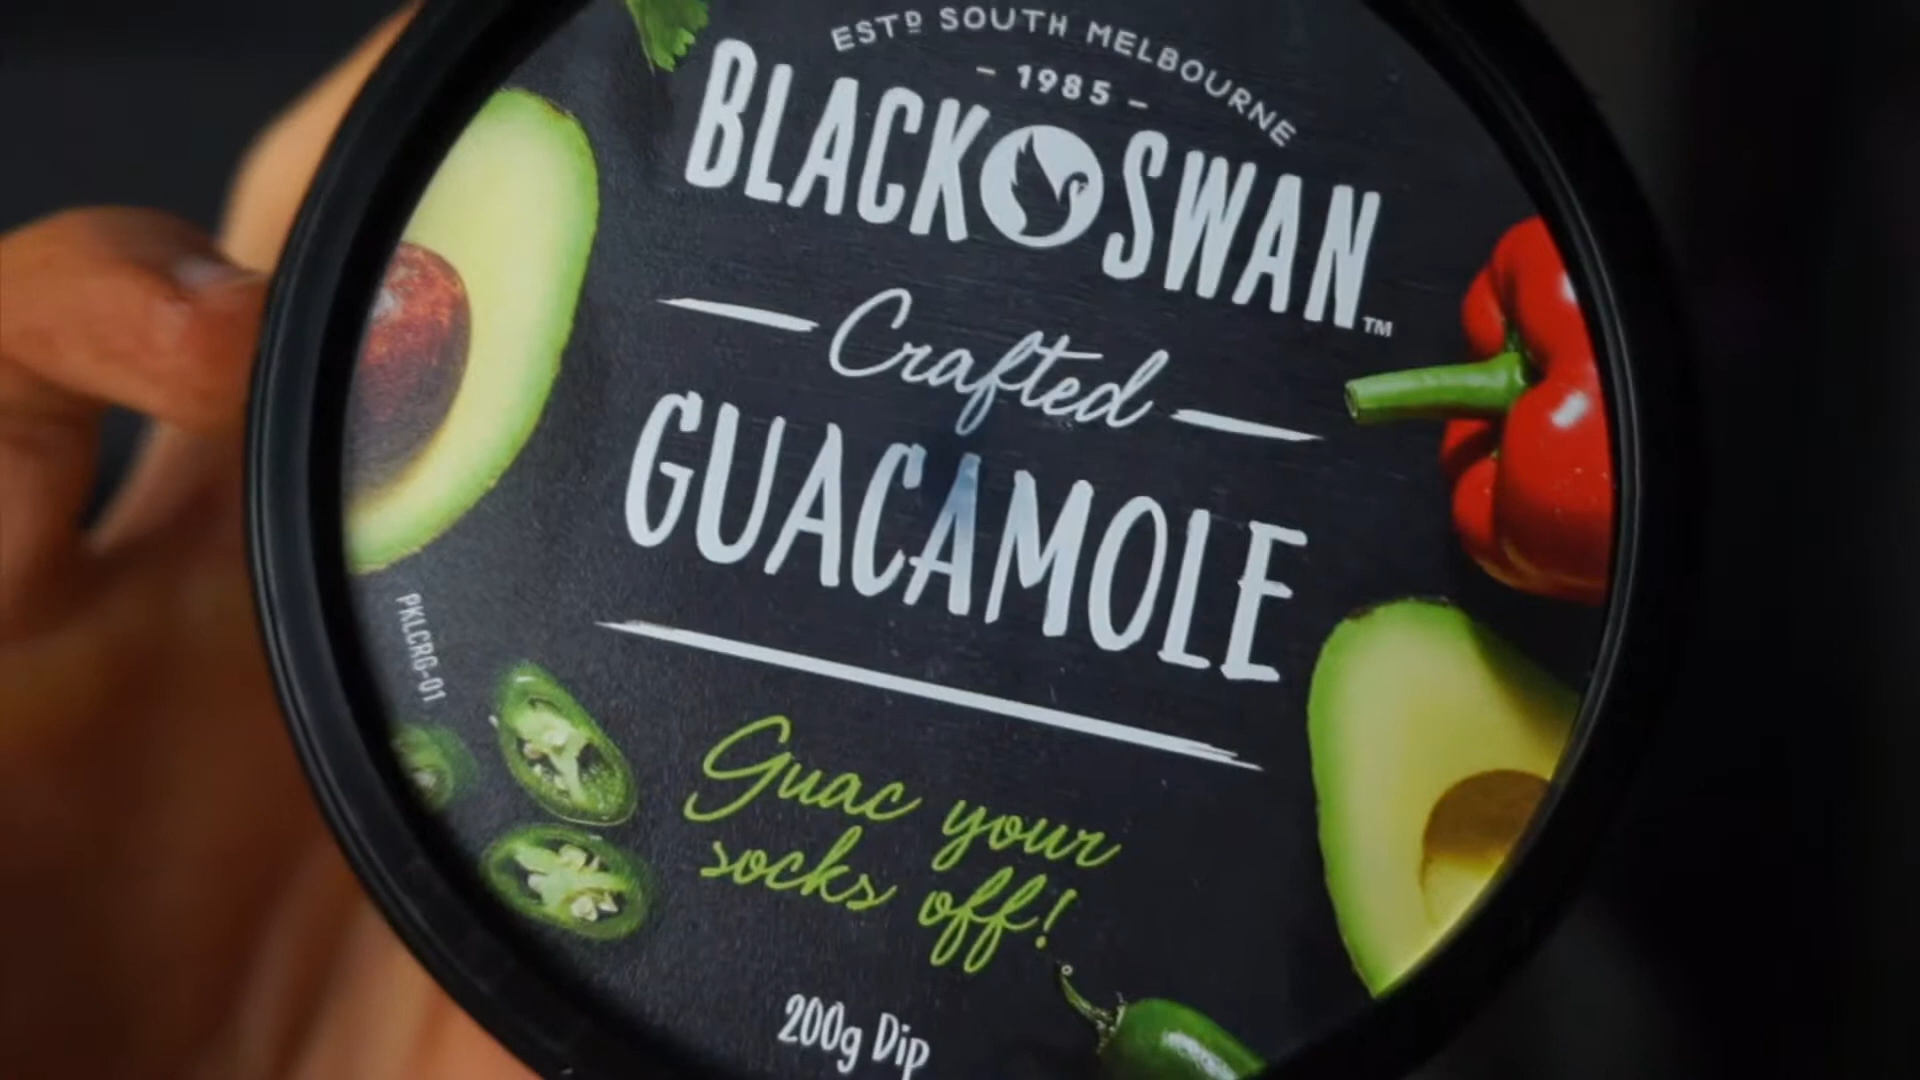 ESTD SOUTH MELBOURNE
- 1985 -
BLACK SWAN™
Crafted
GUACAMOLE
PKLCRG-01
Guac your
socks off!
200g Dip